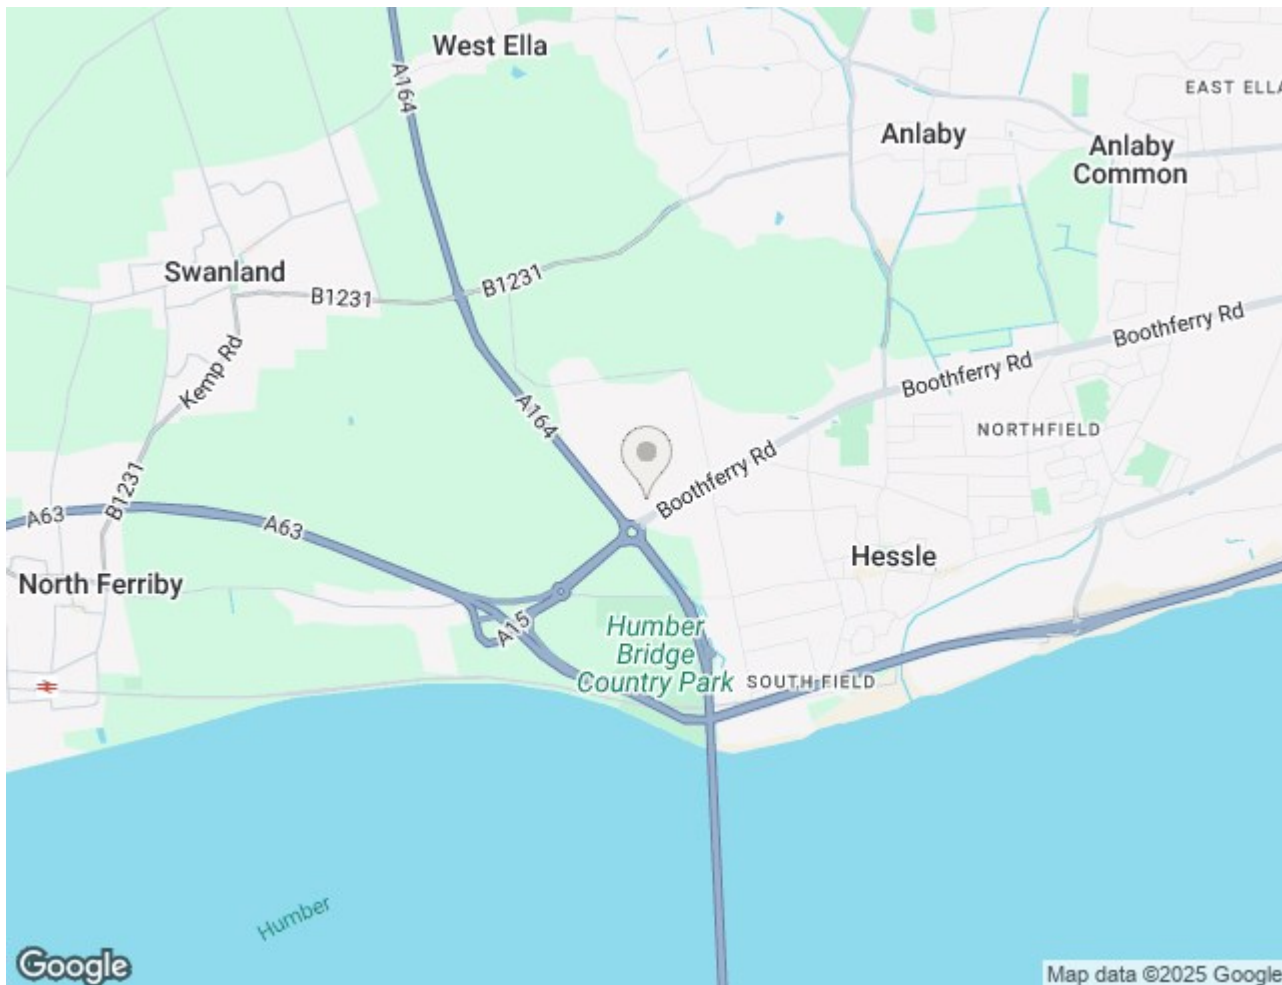 West Ella
A164
EAST ELLA
Anlaby
Anlaby
Common
Swanland
B1231
B1231
Boothferry Rd
Kemp Rd
Boothferry Rd
A164
NORTHFIELD
Boothferry Rd
B1231
A63
A63
Hessle
North Ferriby
A15
Humber
Bridge
Country Park
SOUTH FIELD
Humber
Google
Map data ©2025 Google